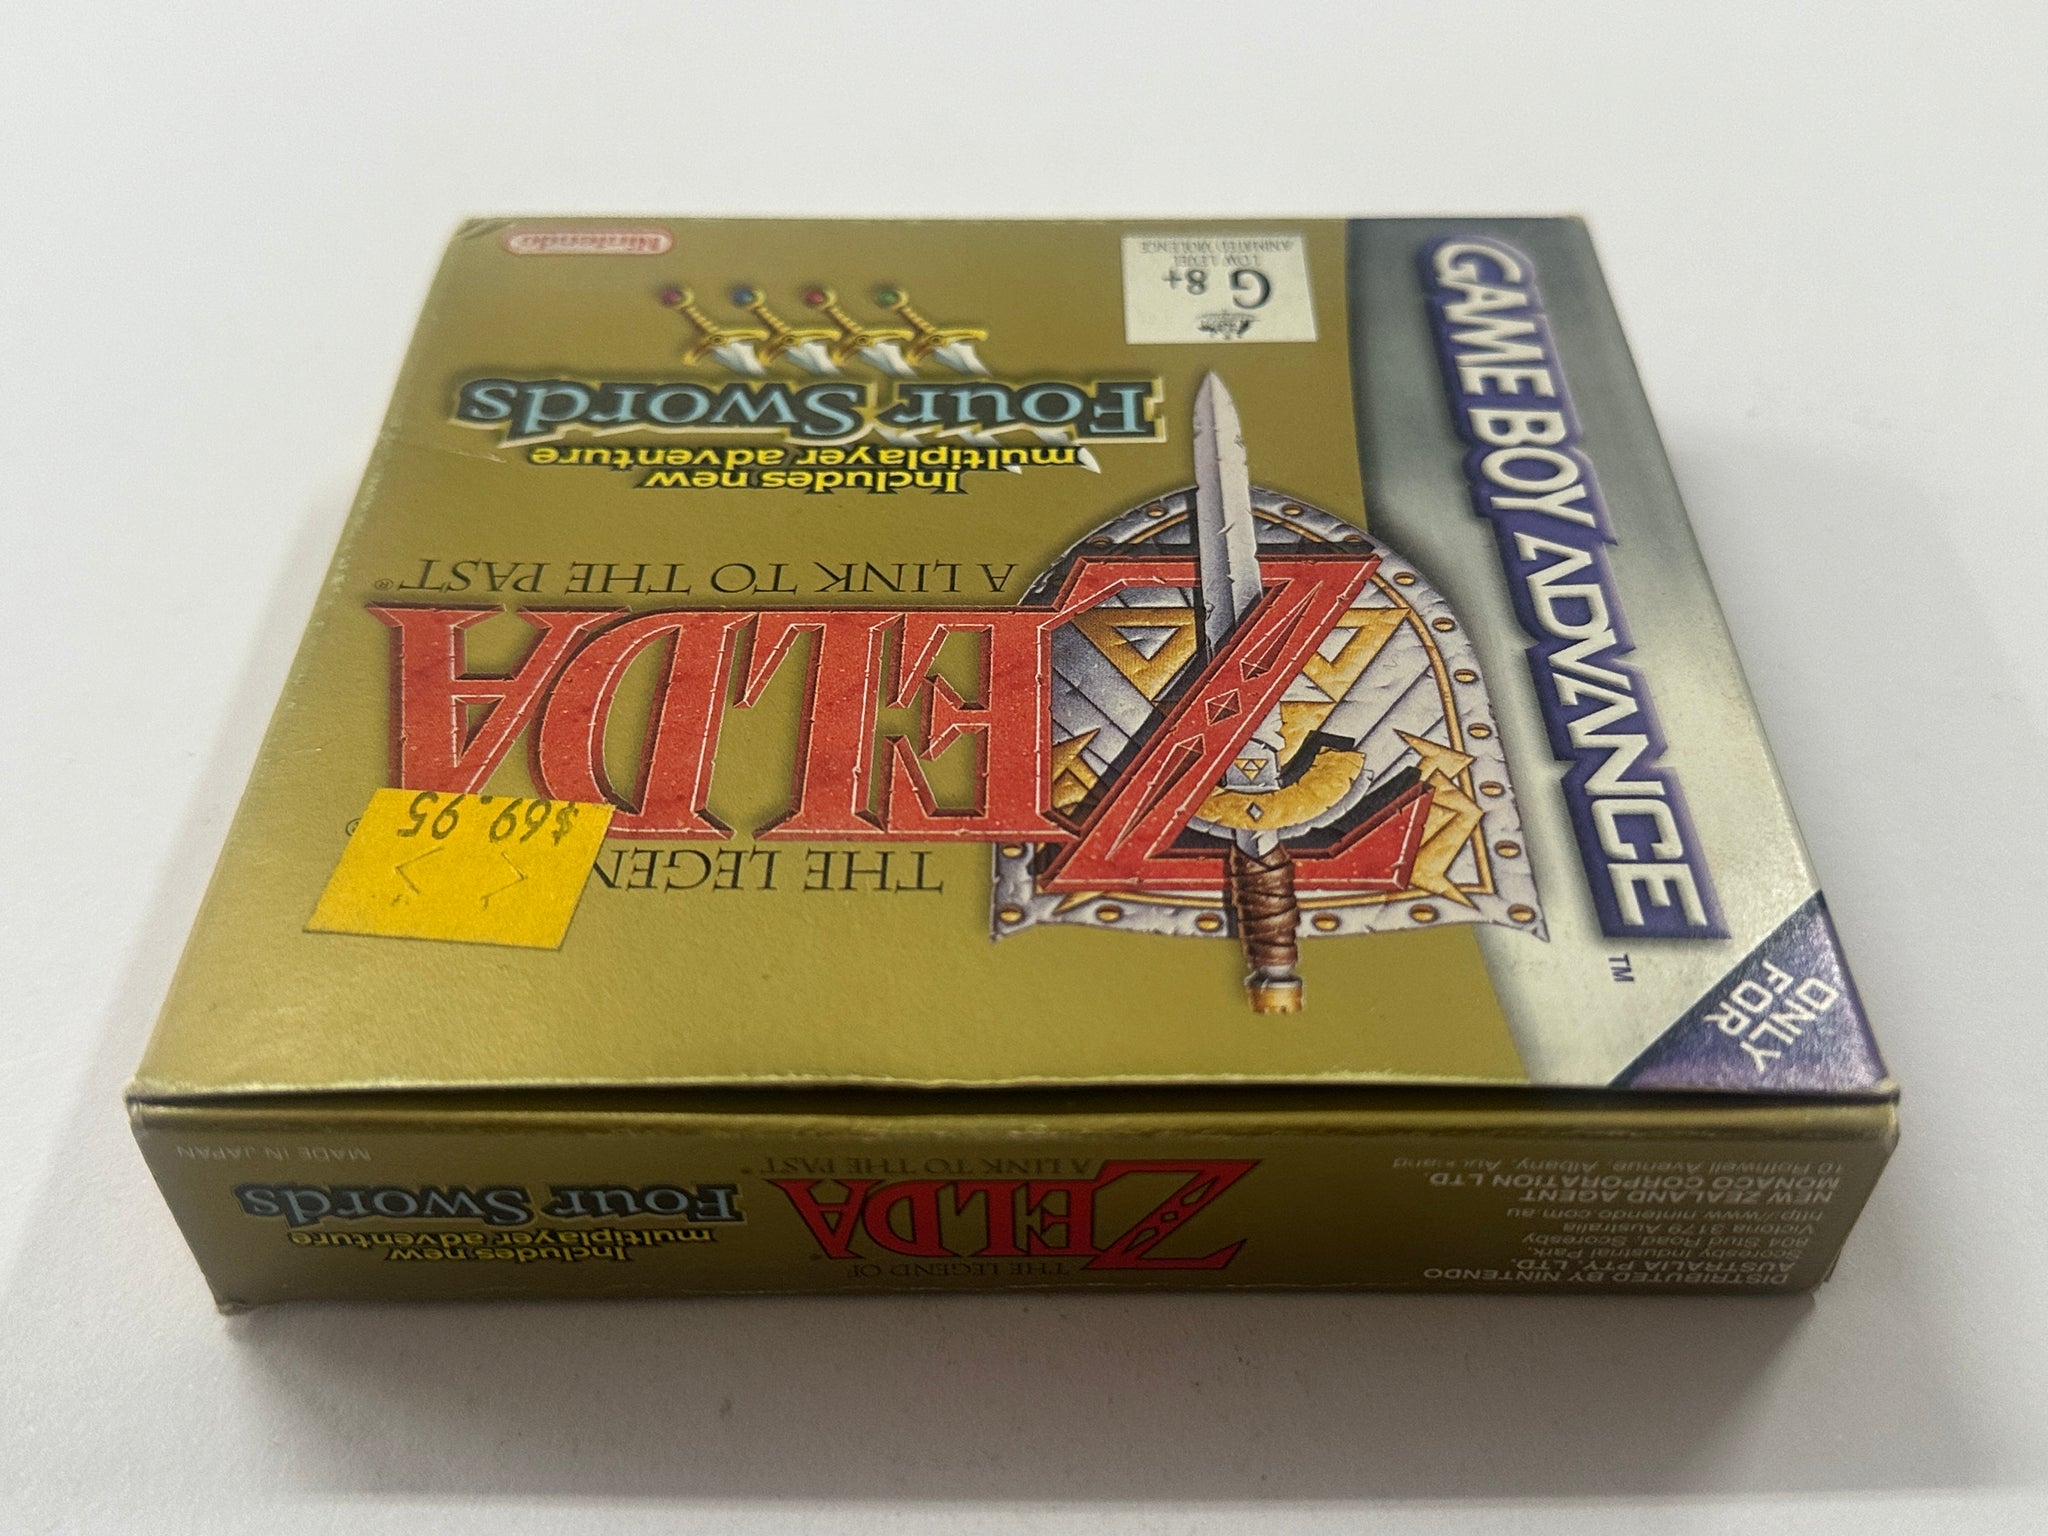 GAME BOY ADVANCE
TM
ONLY
FOR
THE LEGEN
®
ZELDA
A LINK TO THE PAST®
$69.95
Includes new
multiplayer adventure
Four Swords
G 8+
LOW LEVEL
ANIMATED VIOLENCE
Nintendo
DISTRIBUTED BY NINTENDO
AUSTRALIA PTY. LTD.
Scoresby Industrial Park,
804 Stud Road, Scoresby
Victoria 3179 Australia
http://www.nintendo.com.au
NEW ZEALAND AGENT
MONACO CORPORATION LTD.
10 Rothwell Avenue, Albany, Auckland
THE LEGEND OF
ZELDA®
A LINK TO THE PAST®
Includes new
multiplayer adventure
Four Swords
MADE IN JAPAN